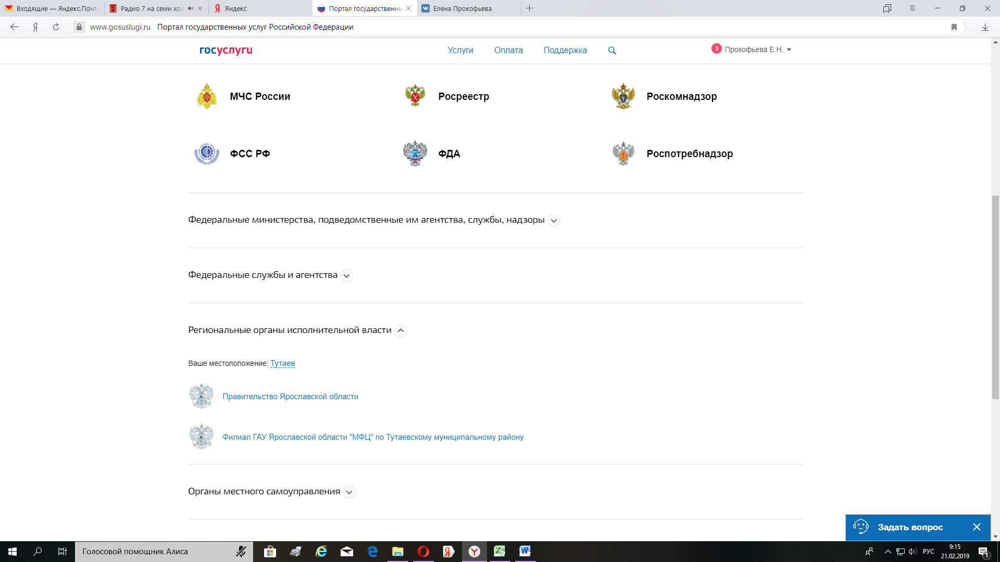 Входящие — Яндекс.Почта
Радио 7 на семи хол
Яндекс
Портал государственны
Елена Прокофьева
www.gosuslugi.ru Портал государственных услуг Российской Федерации
госуслуги
Услуги
Оплата
Поддержка
3
Прокофьева Е.Н.
МЧС России
Росреестр
Роскомнадзор
ФСС РФ
ФДА
Роспотребнадзор
Федеральные министерства, подведомственные им агентства, службы, надзоры
Федеральные службы и агентства
Региональные органы исполнительной власти
Ваше местоположение: Тутаев
Правительство Ярославской области
Филиал ГАУ Ярославской области "МФЦ" по Тутаевскому муниципальному району
Органы местного самоуправления
Задать вопрос
Голосовой помощник Алиса
РУС
9:15
21.02.2019
1